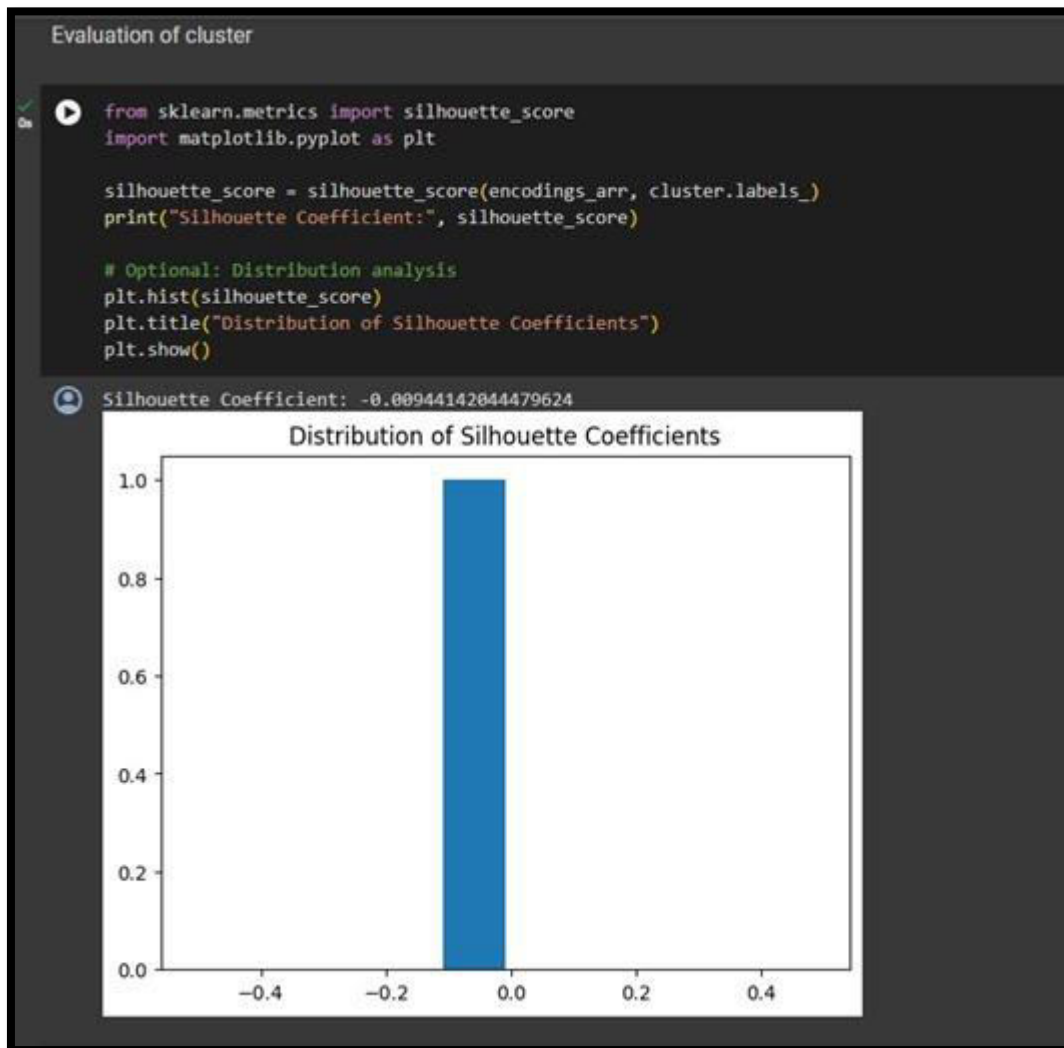 Evaluation of cluster
from sklearn.metrics import silhouette_score
import matplotlib.pyplot as plt
silhouette_score = silhouette_score(encodings_arr, cluster.labels_)
print("Silhouette Coefficient:", silhouette_score)
# Optional: Distribution analysis
plt.hist(silhouette_score)
plt.title("Distribution of Silhouette Coefficients")
plt.show()
Silhouette Coefficient: -0.00944142044479624
Distribution of Silhouette Coefficients
1.0
0.8
0.6
0.4
0.2
0.0
−0.4 −0.2 0.0 0.2 0.4